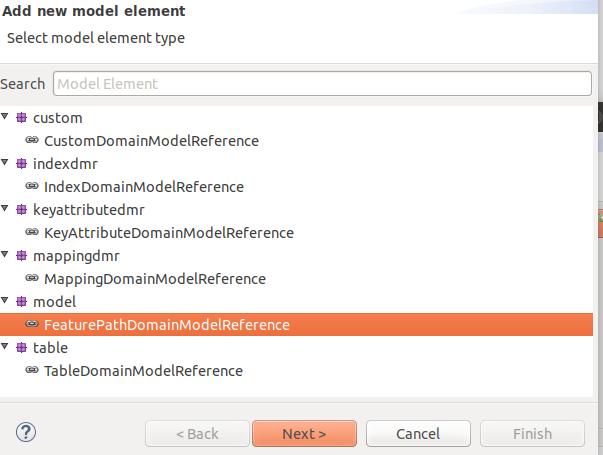 Add new model element
Select model element type
Search Model Element
custom
CustomDomainModelReference
indexdmr
IndexDomainModelReference
keyattributedmr
KeyAttributeDomainModelReference
mappingdmr
MappingDomainModelReference
model
FeaturePathDomainModelReference
table
TableDomainModelReference
? < Back Next > Cancel Finish